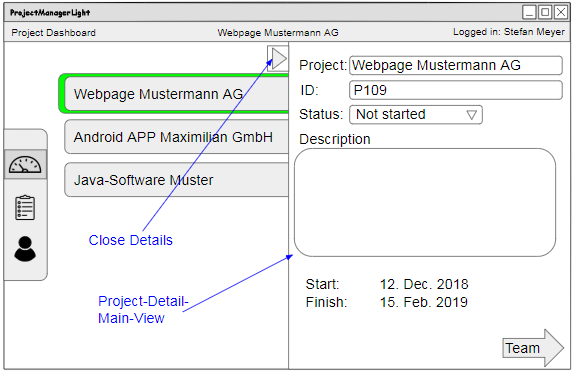 ProjectManagerLight
Project Dashboard
Webpage Mustermann AG
Logged in: Stefan Meyer
Webpage Mustermann AG
Android APP Maximilian GmbH
Java-Software Muster
Close Details
Project-Detail-
Main-View
Project: Webpage Mustermann AG
ID: P109
Status: Not started
Description
Start: 12. Dec. 2018
Finish: 15. Feb. 2019
Team